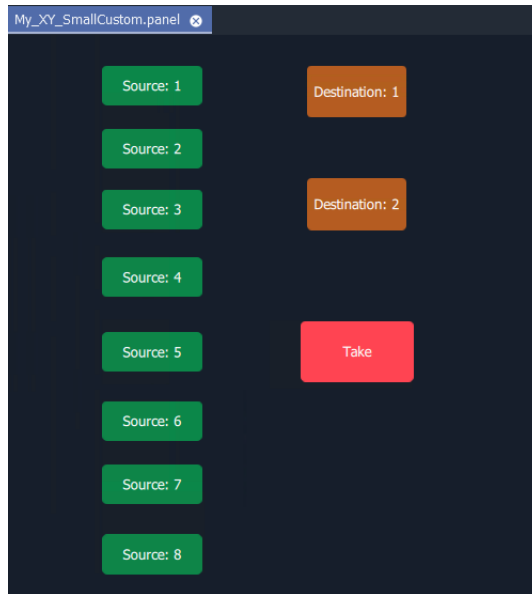 My_XY_SmallCustom.panel
Source: 1
Destination: 1
Source: 2
Source: 3
Destination: 2
Source: 4
Source: 5
Take
Source: 6
Source: 7
Source: 8